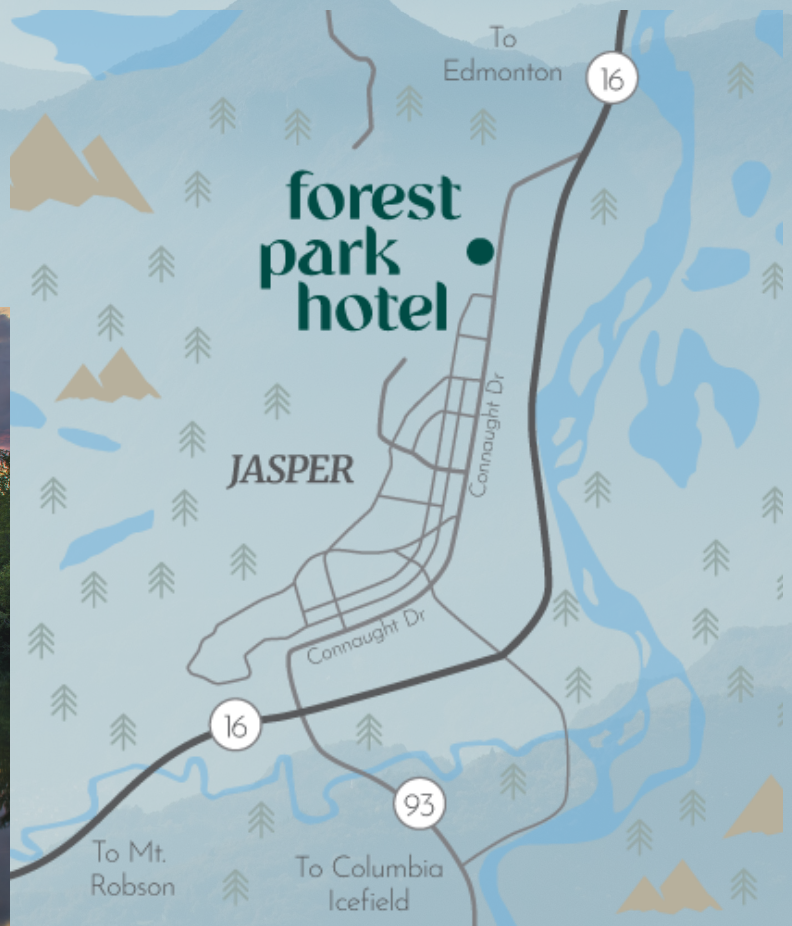 To
Edmonton
16
forest
park
hotel
Connaught Dr
JASPER
Connaught Dr
16
93
To Mt.
Robson
To Columbia
Icefield